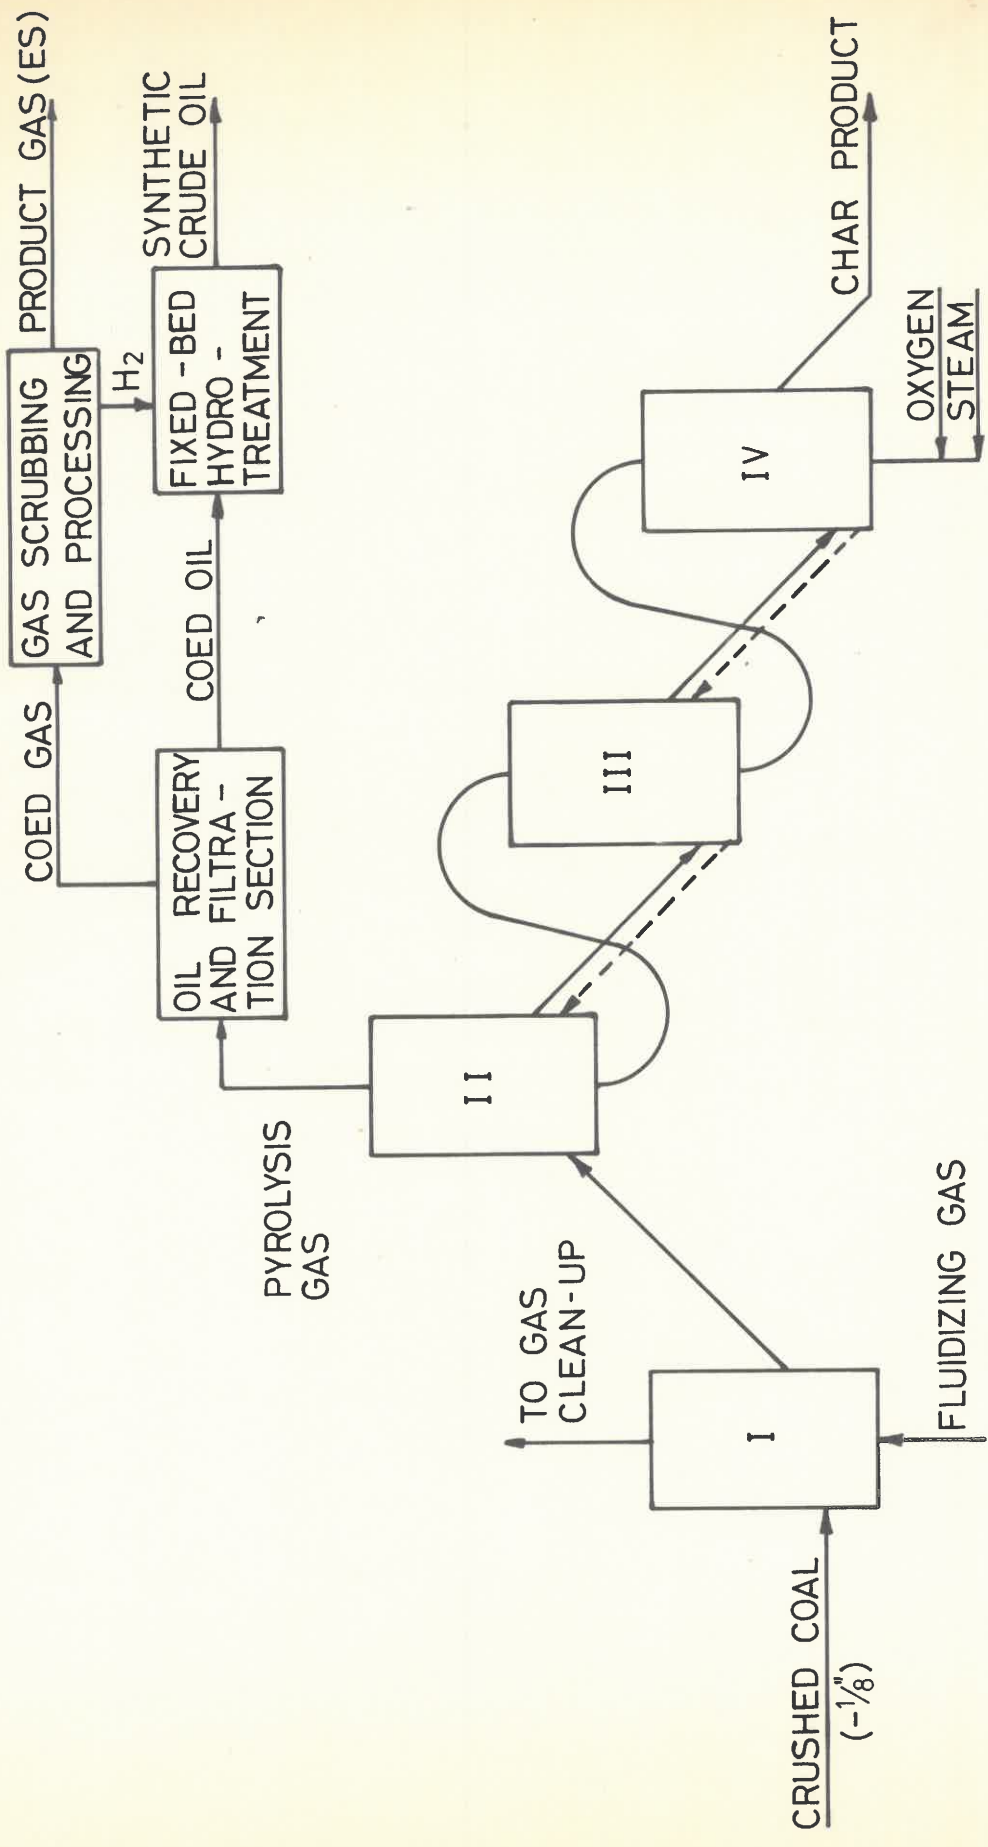 COED GAS
GAS SCRUBBING
AND PROCESSING
PRODUCT GAS(ES)
H2
OIL RECOVERY
AND FILTRA-
TION SECTION
COED OIL
FIXED-BED
HYDRO-
TREATMENT
SYNTHETIC
CRUDE OIL
PYROLYSIS
GAS
II
III
IV
CHAR PRODUCT
OXYGEN
STEAM
TO GAS
CLEAN-UP
I
CRUSHED COAL
(-1/8")
FLUIDIZING GAS